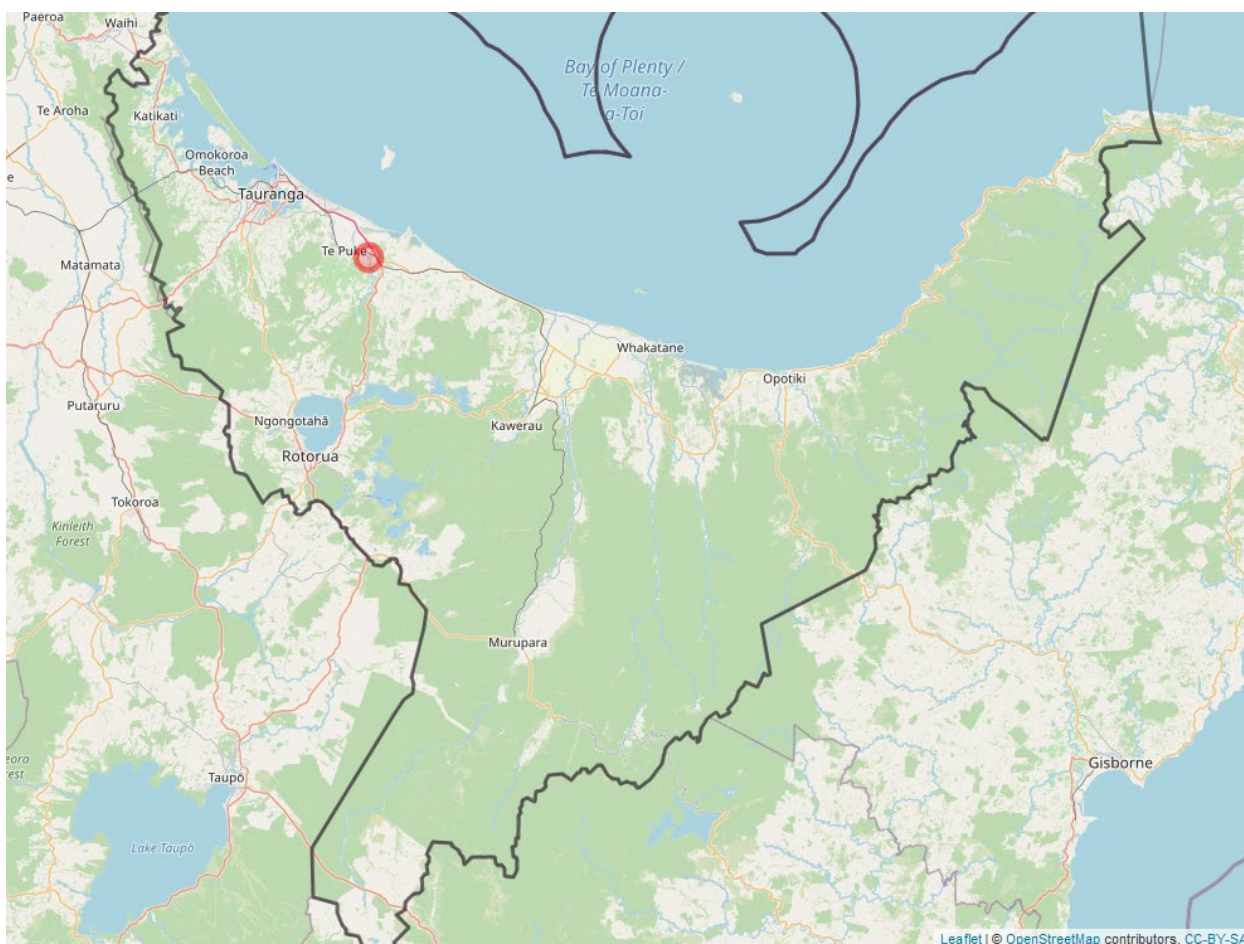 Paeroa
Waihi
Bay of Plenty /
Te Moana-
a-Toi
Te Aroha
Katikati
Omokoroa
Beach
Tauranga
Te Puke
Matamata
Whakatane
Opotiki
Putaruru
Ngongotahā
Kawerau
Rotorua
Tokoroa
Kinleith
Forest
Murupara
Taupō
Gisborne
Lake Taupō
Leaflet | © OpenStreetMap contributors, CC-BY-SA